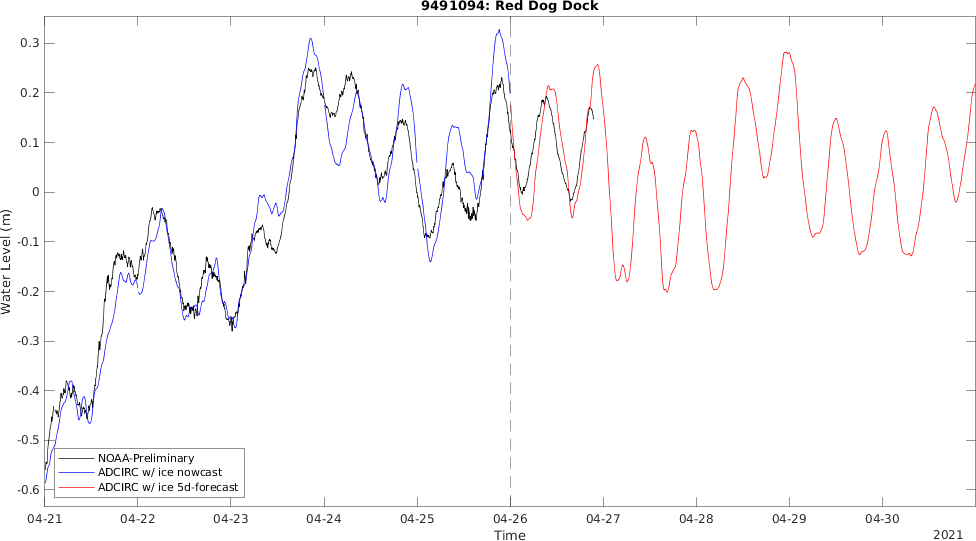 9491094: Red Dog Dock
Water Level (m)
0.3
0.2
0.1
0
-0.1
-0.2
-0.3
-0.4
-0.5
-0.6
NOAA-Preliminary
ADCIRC w/ ice nowcast
ADCIRC w/ ice 5d-forecast
04-21 04-22 04-23 04-24 04-25 04-26 04-27 04-28 04-29 04-30
Time
2021